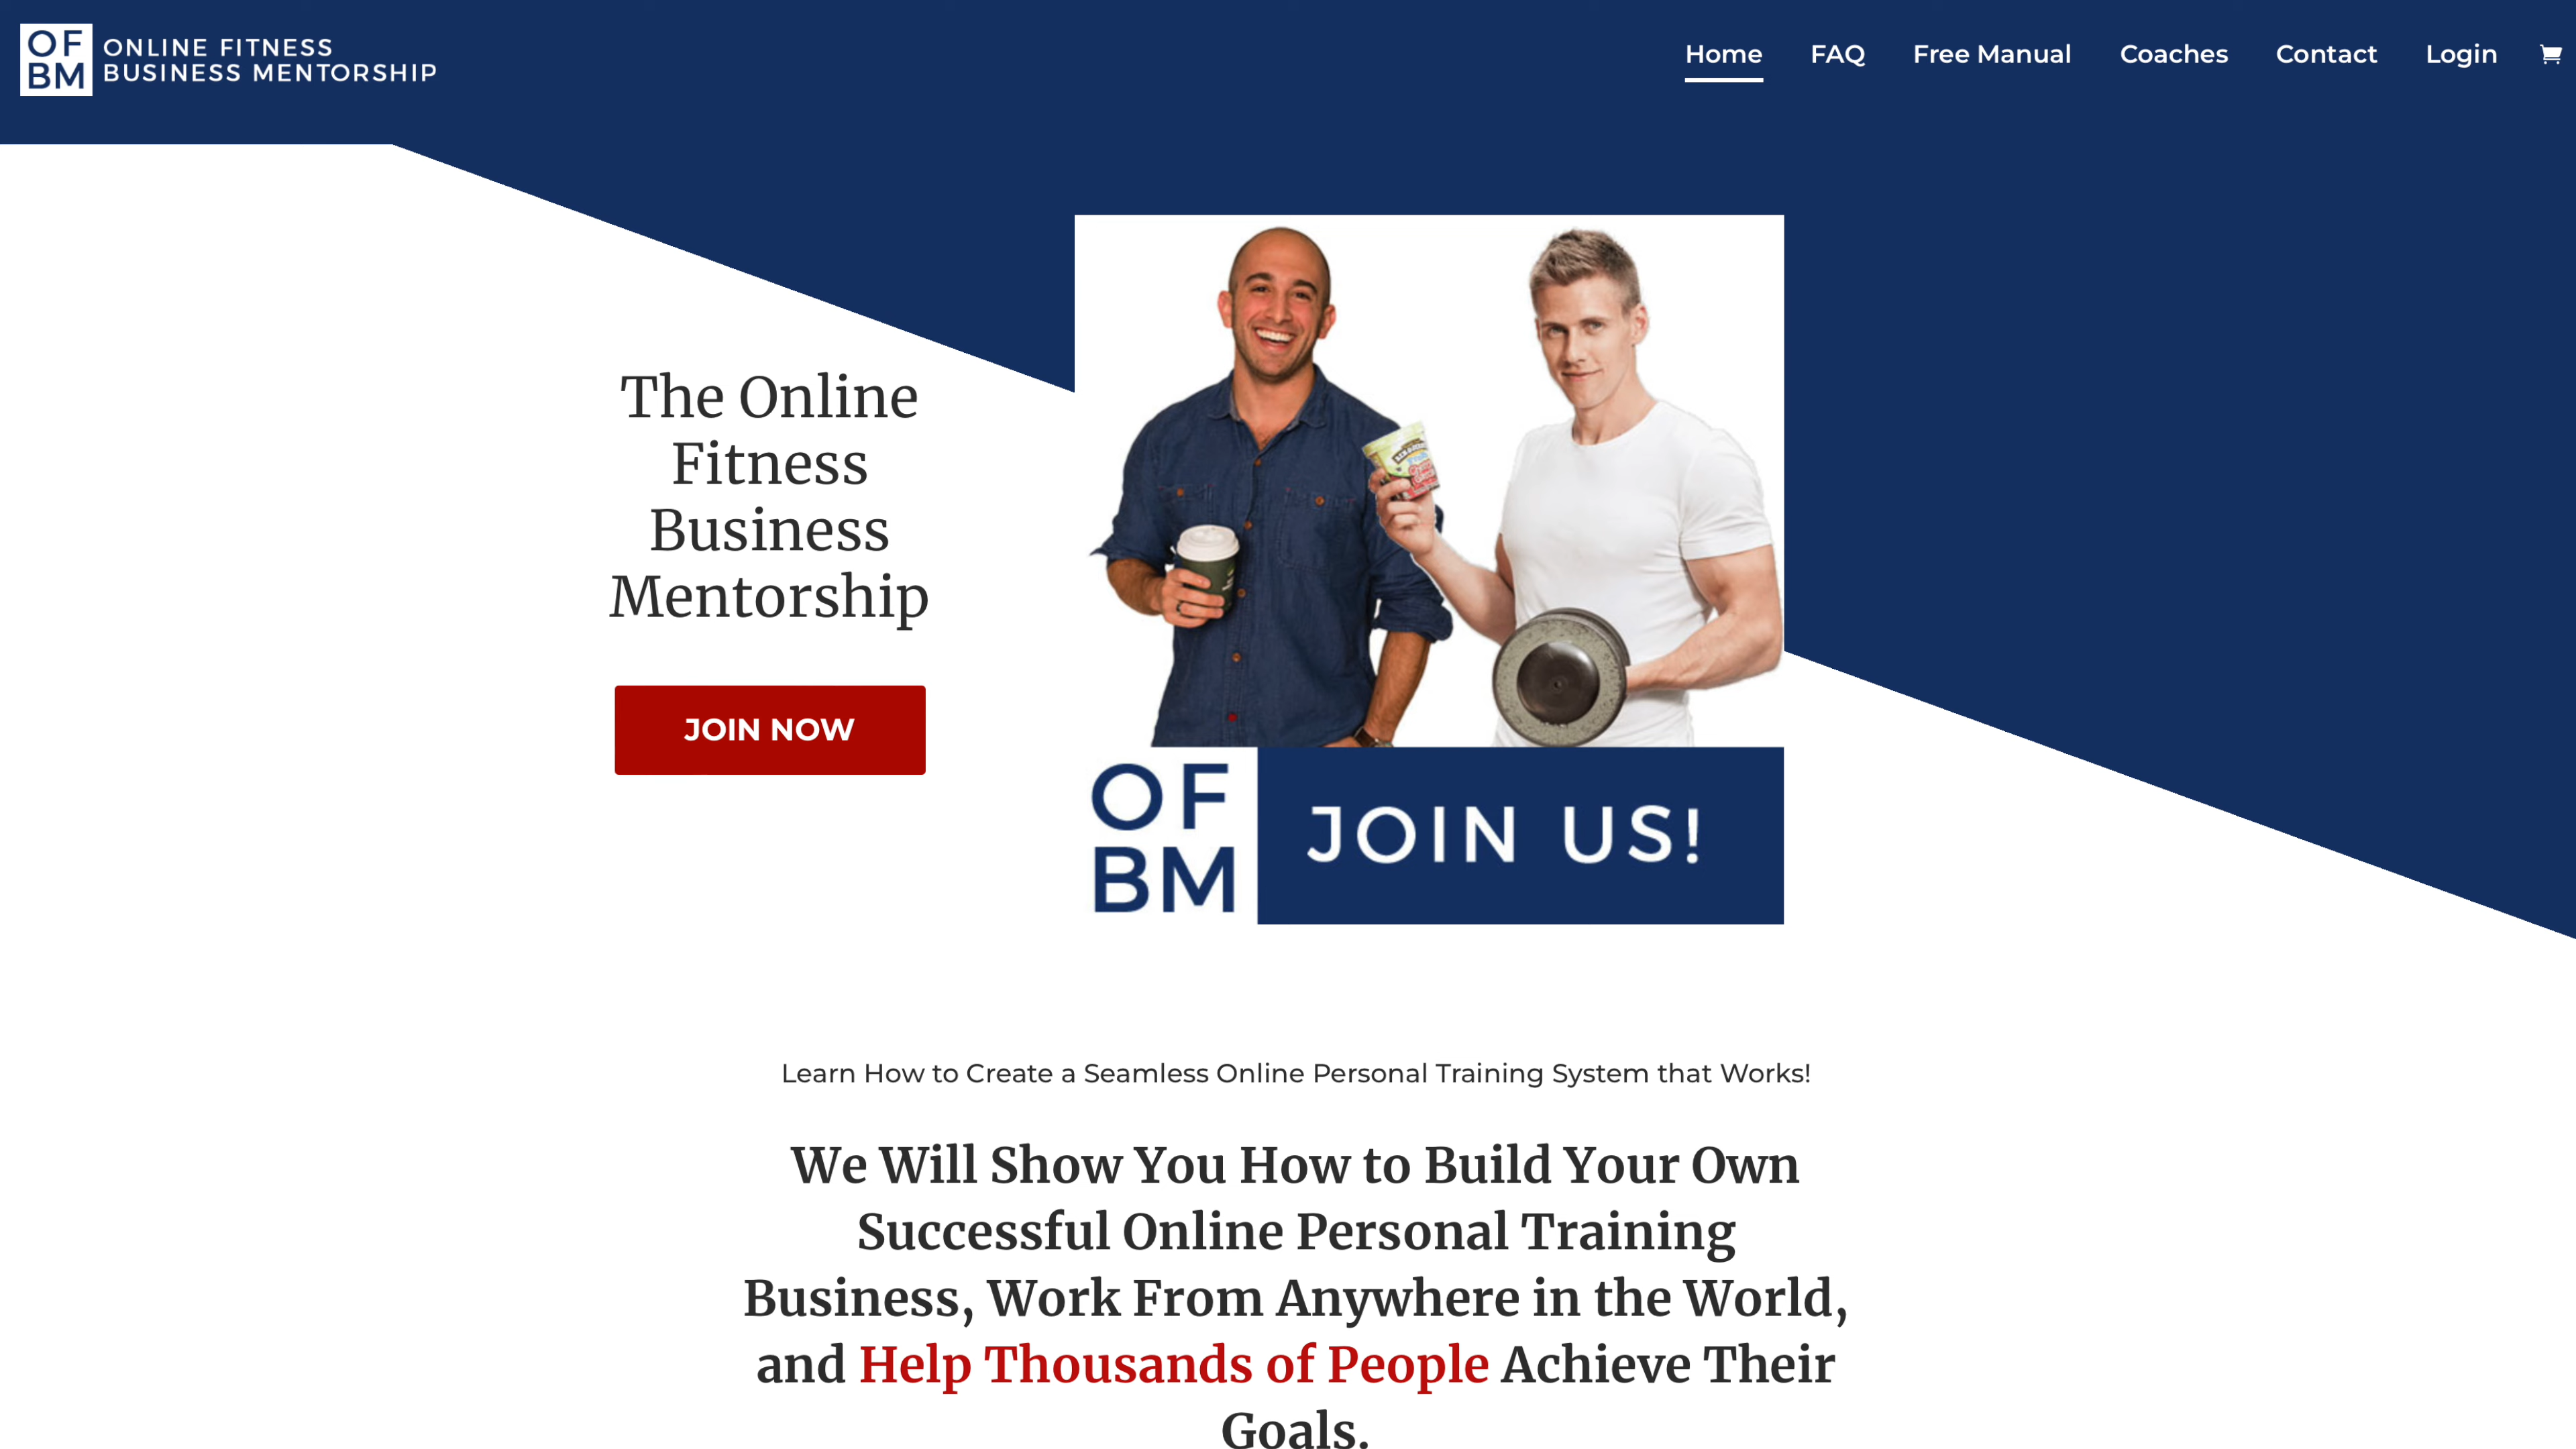 OF
BM
ONLINE FITNESS
BUSINESS MENTORSHIP
Home
FAQ
Free Manual
Coaches
Contact
Login
The Online
Fitness
Business
Mentorship
JOIN NOW
OF
BM
JOIN US!
Learn How to Create a Seamless Online Personal Training System that Works!
We Will Show You How to Build Your Own
Successful Online Personal Training
Business, Work From Anywhere in the World,
and Help Thousands of People Achieve Their
Goals.